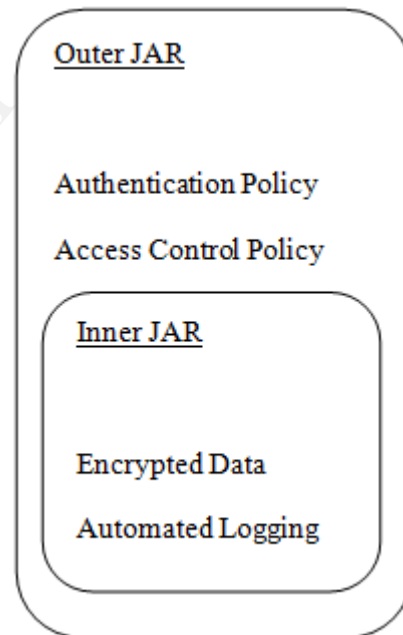 Outer JAR
Authentication Policy
Access Control Policy
Inner JAR
Encrypted Data
Automated Logging